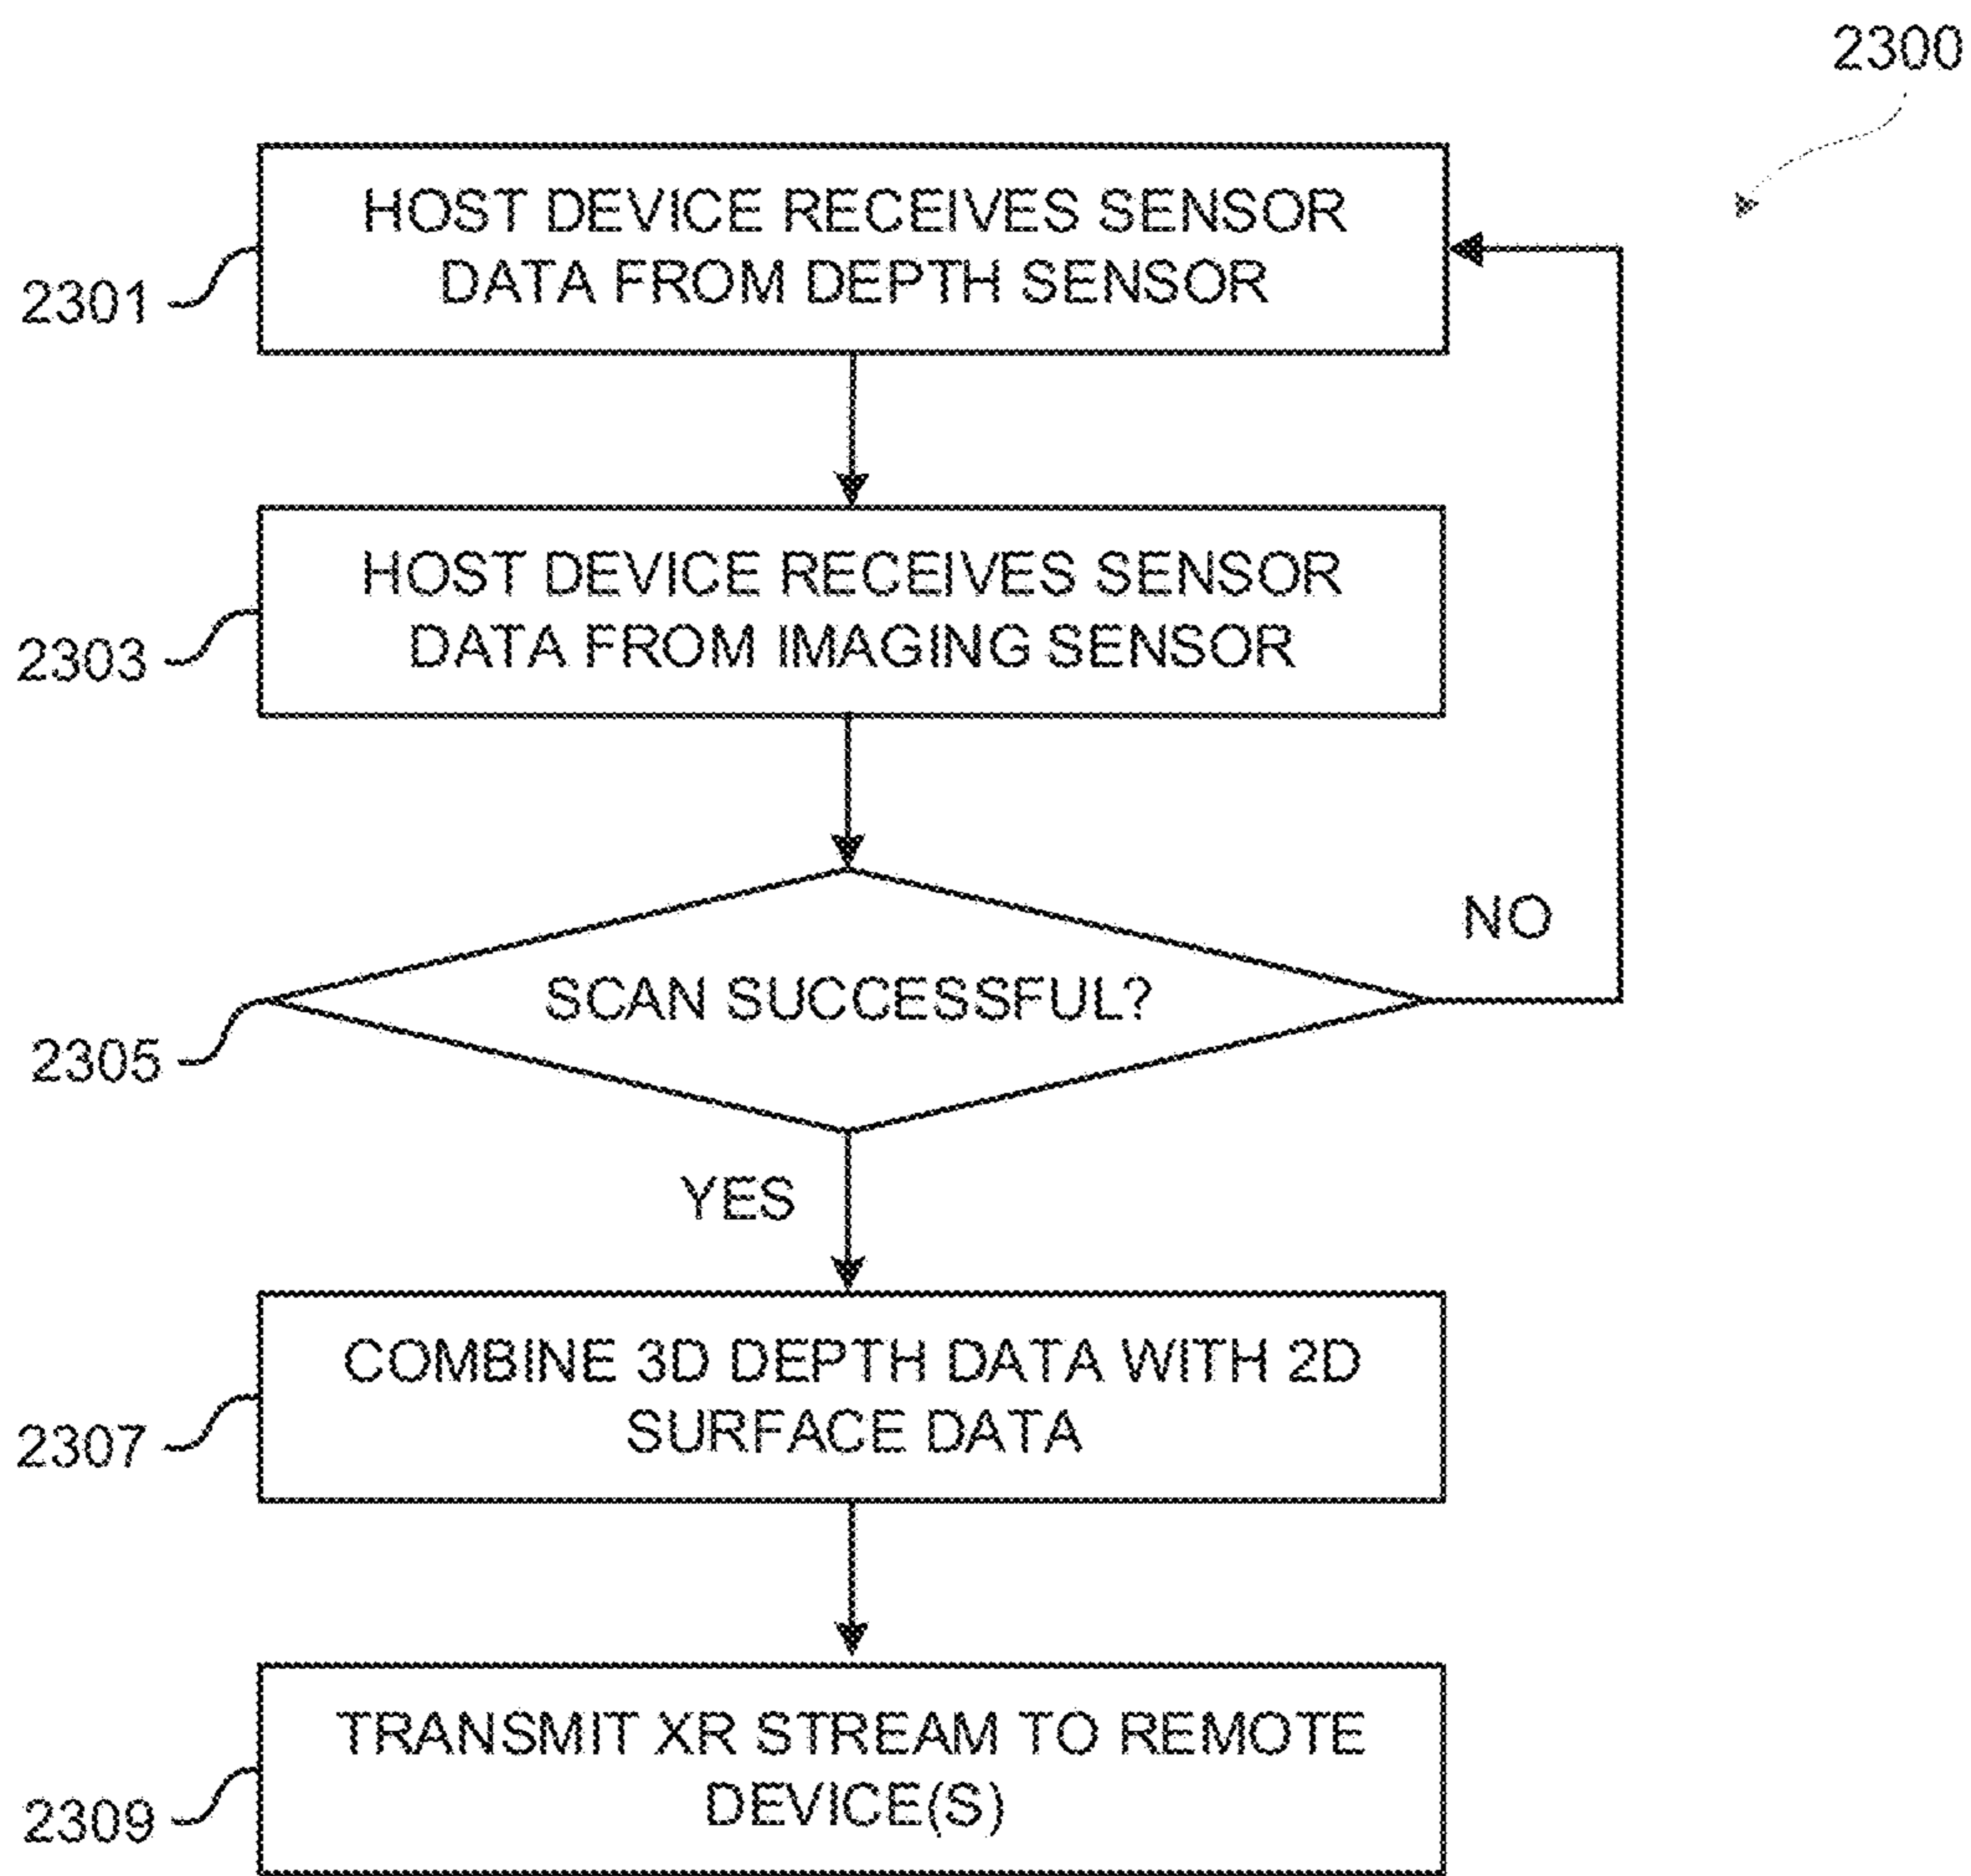 2300
HOST DEVICE RECEIVES SENSOR
DATA FROM DEPTH SENSOR
2301
HOST DEVICE RECEIVES SENSOR
DATA FROM IMAGING SENSOR
2303
NO
SCAN SUCCESSFUL?
2305
YES
COMBINE 3D DEPTH DATA WITH 2D
SURFACE DATA
2307
TRANSMIT XR STREAM TO REMOTE
DEVICE(S)
2309